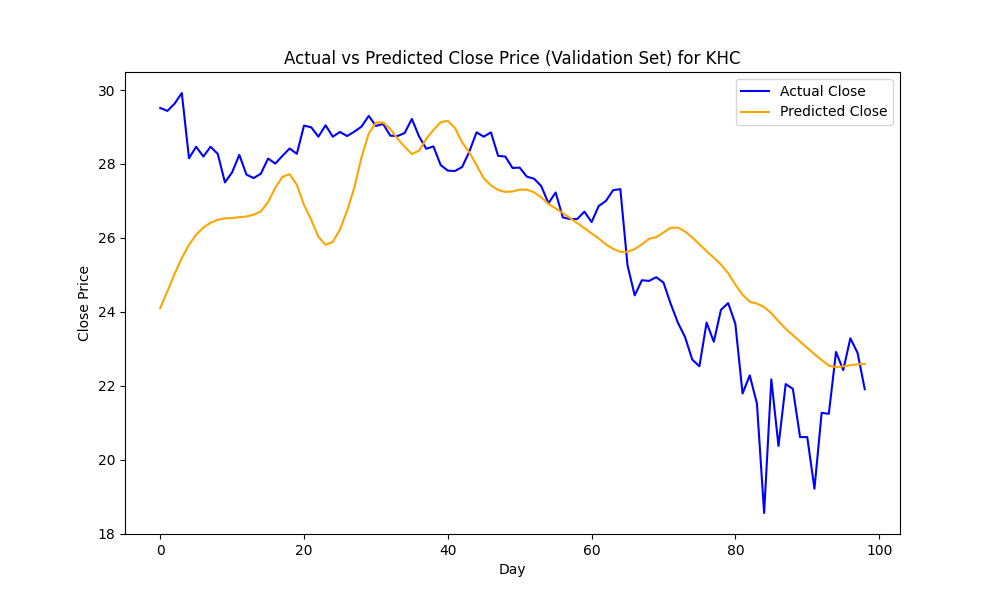 Actual vs Predicted Close Price (Validation Set) for KHC
Actual Close
Predicted Close
Close Price
30
28
26
24
22
20
18
0 20 40 60 80 100
Day